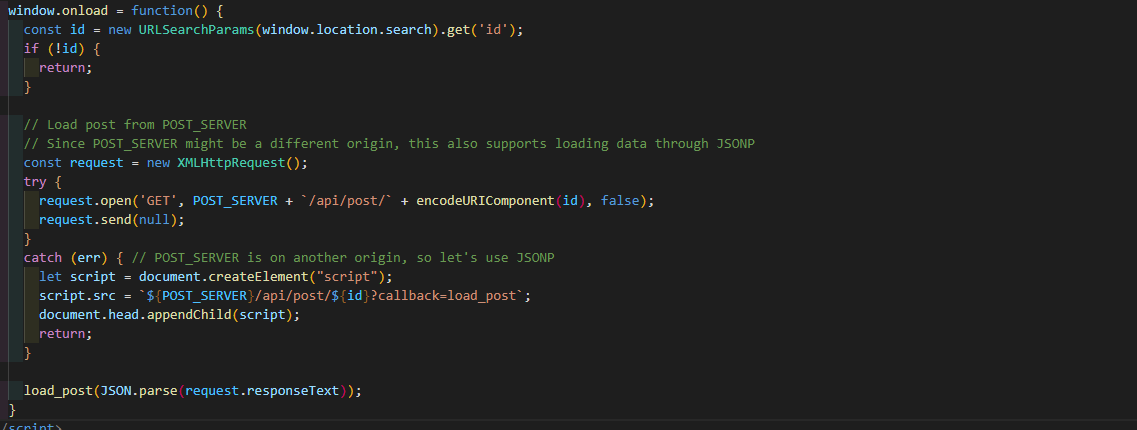 window.onload = function() {
const id = new URLSearchParams(window.location.search).get('id');
if (!id) {
return;
}
// Load post from POST_SERVER
// Since POST_SERVER might be a different origin, this also supports loading data through JSONP
const request = new XMLHttpRequest();
try {
request.open('GET', POST_SERVER + `/api/post/` + encodeURIComponent(id), false);
request.send(null);
}
catch (err) { // POST_SERVER is on another origin, so let's use JSONP
let script = document.createElement("script");
script.src = `${POST_SERVER}/api/post/${id}?callback=load_post`;
document.head.appendChild(script);
return;
}
load_post(JSON.parse(request.responseText));
}
/script>